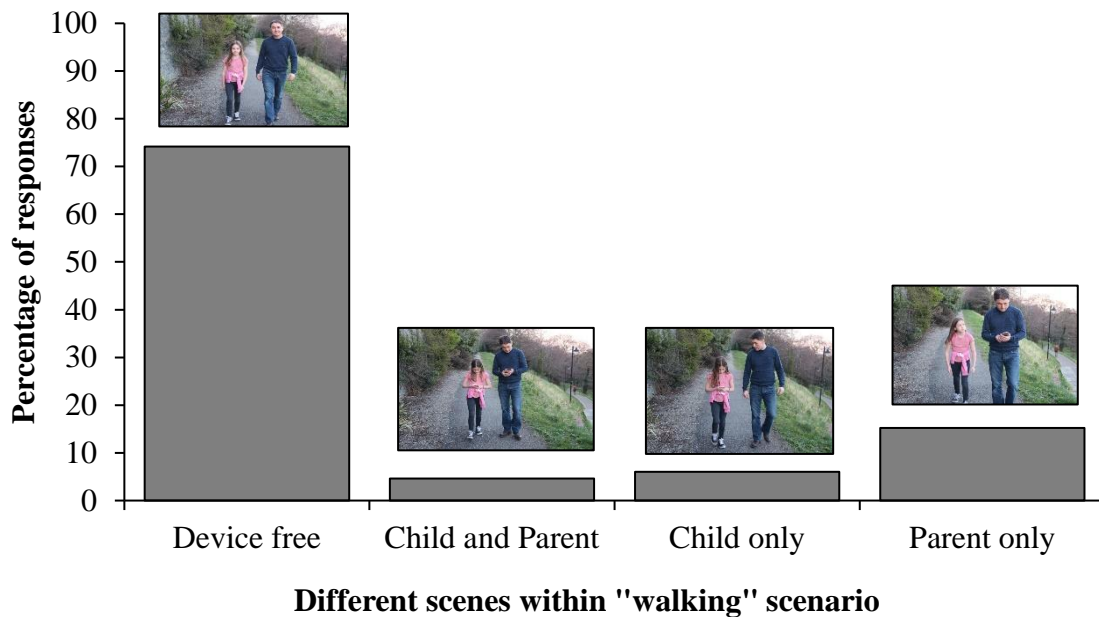 Percentage of responses
100
90
80
70
60
50
40
30
20
10
0
Device free
Child and Parent
Child only
Parent only
Different scenes within "walking" scenario